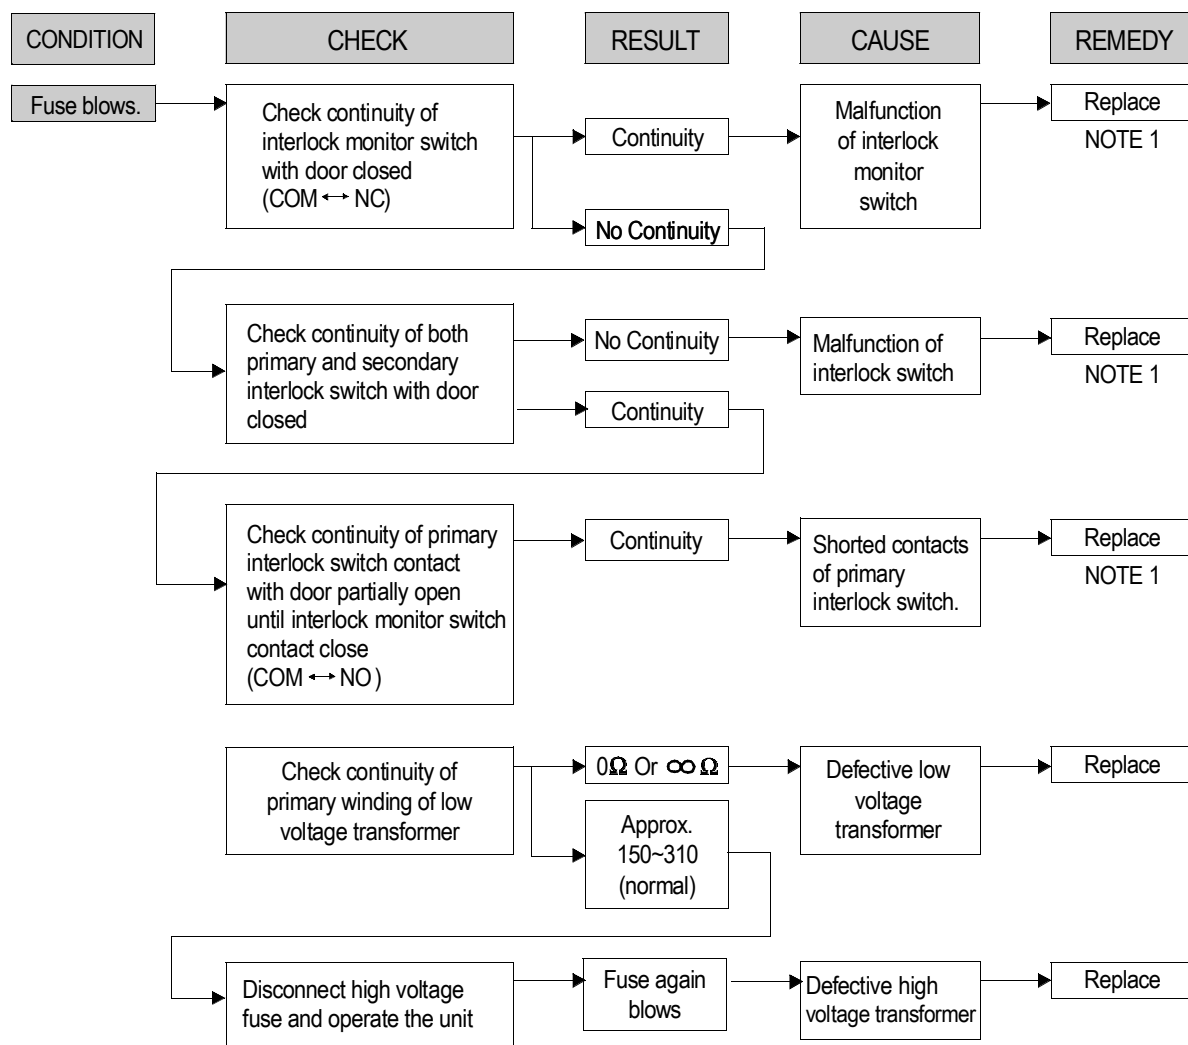 CONDITION
CHECK
RESULT
CAUSE
REMEDY
Fuse blows.
Check continuity of
interlock monitor switch
with door closed
(COM ↔ NC)
Continuity
Malfunction
of interlock
monitor
switch
Replace
NOTE 1
No Continuity
Check continuity of both
primary and secondary
interlock switch with door
closed
No Continuity
Malfunction of
interlock switch
Replace
NOTE 1
Continuity
Check continuity of primary
interlock switch contact
with door partially open
until interlock monitor switch
contact close
(COM ↔ NO )
Continuity
Shorted contacts
of primary
interlock switch.
Replace
NOTE 1
Check continuity of
primary winding of low
voltage transformer
0Ω Or ∞ Ω
Defective low
voltage
transformer
Replace
Approx.
150~310
(normal)
Disconnect high voltage
fuse and operate the unit
Fuse again
blows
Defective high
voltage transformer
Replace